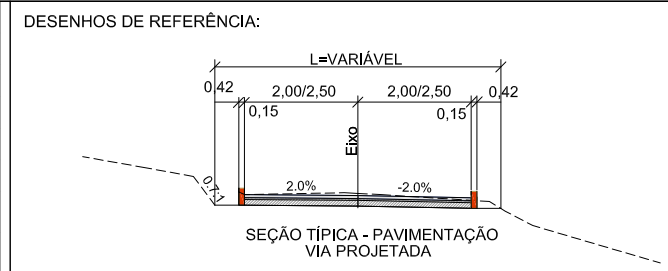 DESENHOS DE REFERÊNCIA:
L=VARIÁVEL
0,42 2,00/2,50 2,00/2,50 0,42
0,15 0,15
Eixo
0.7:1
2.0% -2.0%
SEÇÃO TÍPICA - PAVIMENTAÇÃO
VIA PROJETADA